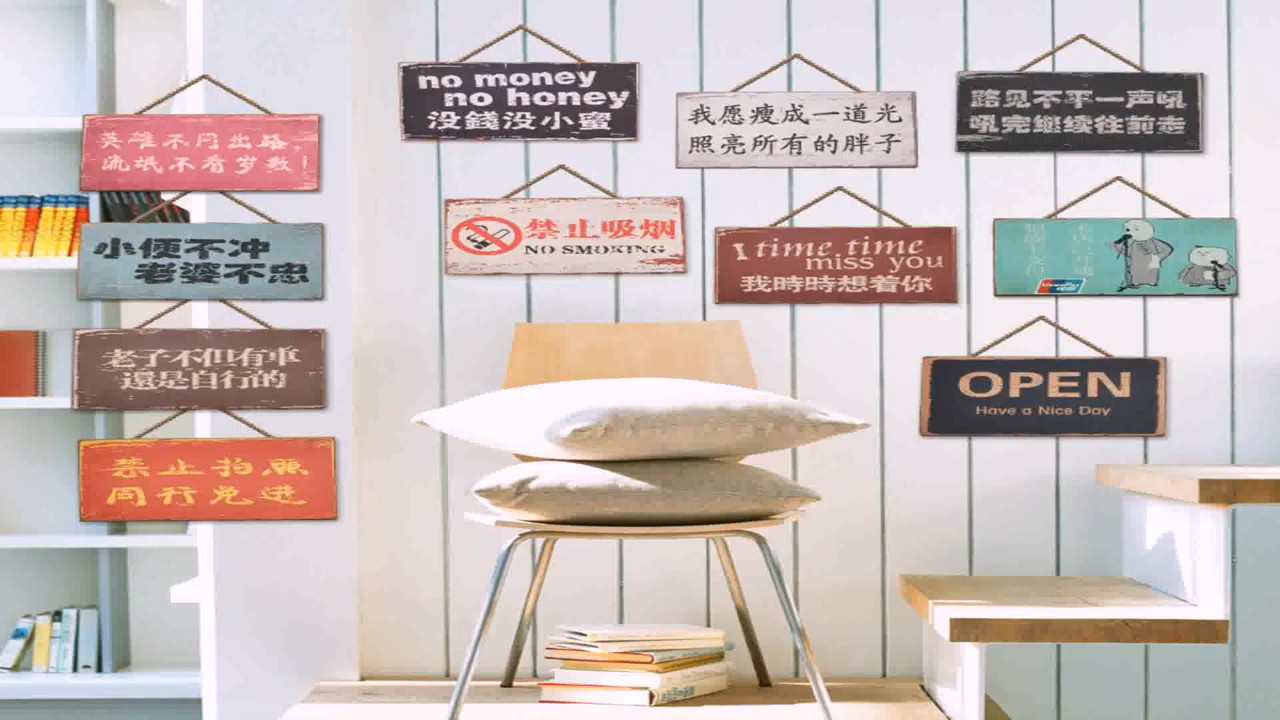 英雄不问出路,
流氓不看岁数!
小便不冲
老婆不忠
老子不但有車
還是自行的
禁止拍照
同行免进
no money
no honey
没錢没小蜜
我愿瘦成一道光
照亮所有的胖子
路见不平一声吼
吼完继续往前走
禁止吸烟
NO SMOKING
I time time
miss you
我時時想着你
OPEN
Have a Nice Day